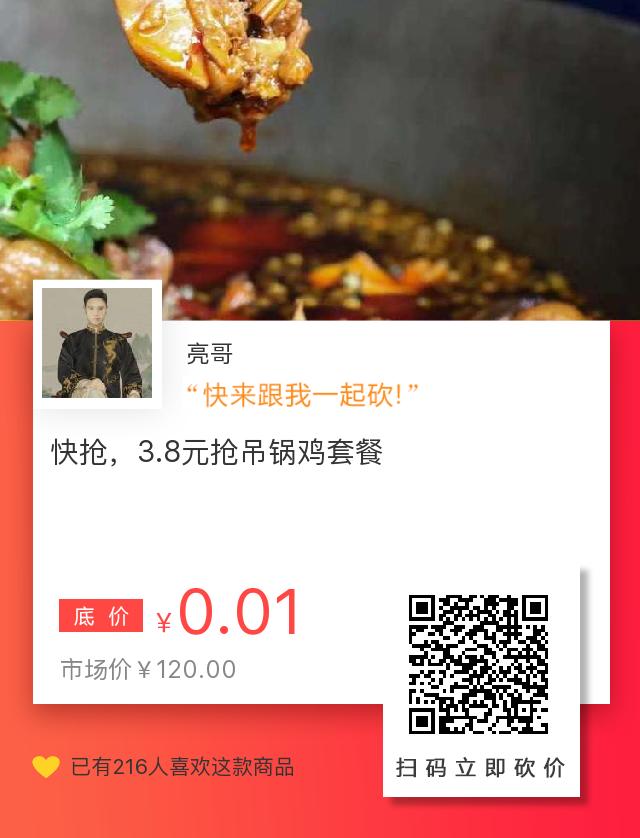 亮哥
“快来跟我一起砍!”
快抢，3.8元抢吊锅鸡套餐
底 价 ¥0.01
市场价¥120.00
已有216人喜欢这款商品
扫码立即砍价